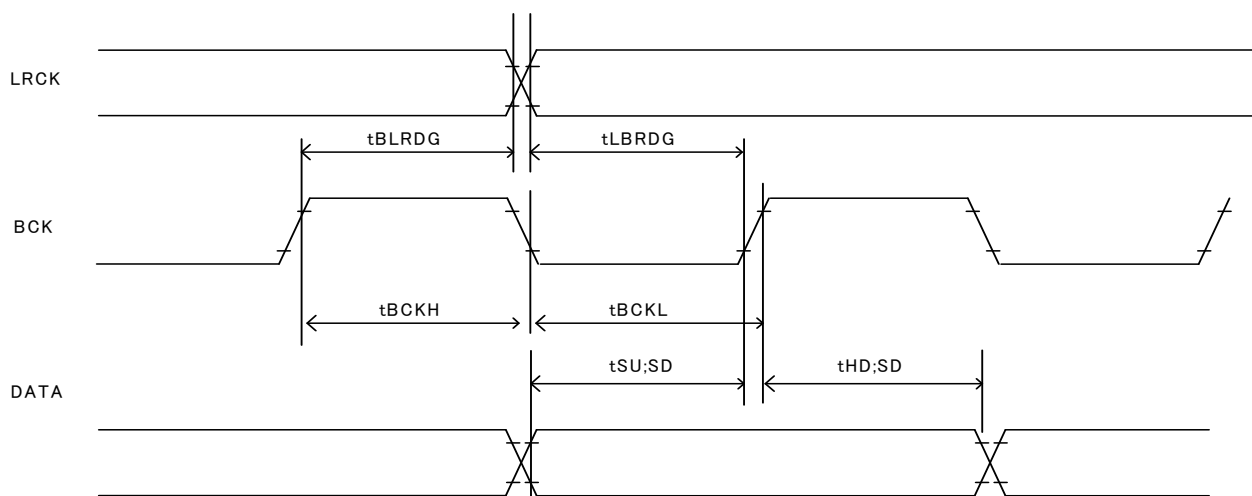 LRCK
tBLRDG tLBRDG
BCK
tBCKH tBCKL
tSU;SD tHD;SD
DATA